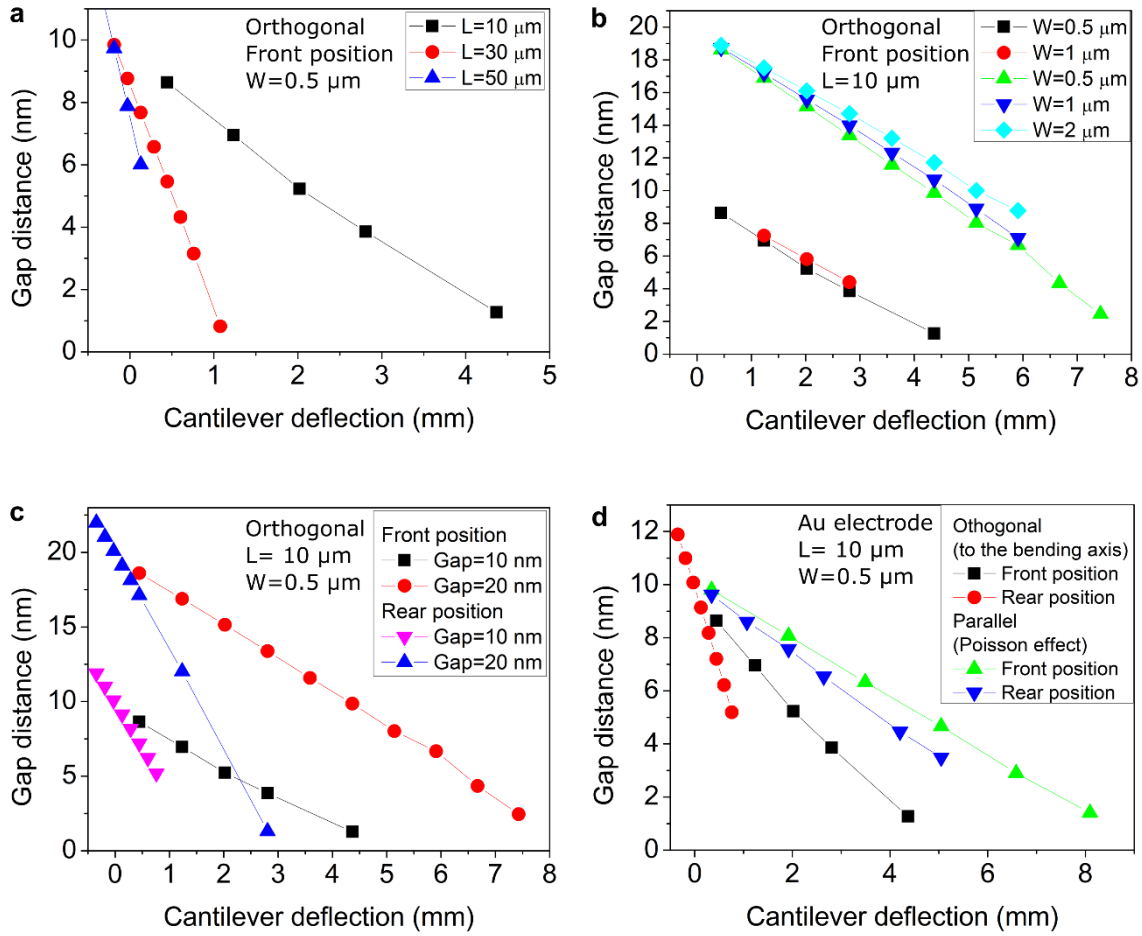 a
Orthogonal
Front position
W=0.5 µm
L=10 µm
L=30 µm
L=50 µm
10
8
6
4
2
0
Gap distance (nm)
0 1 2 3 4 5
Cantilever deflection (mm)
b
Orthogonal
Front position
L=10 µm
W=0.5 µm
W=1 µm
W=0.5 µm
W=1 µm
W=2 µm
20
18
16
14
12
10
8
6
4
2
0
Gap distance (nm)
0 1 2 3 4 5 6 7 8
Cantilever deflection (mm)
c
Orthogonal
L= 10 µm
W=0.5 µm
Front position
Gap=10 nm
Gap=20 nm
Rear position
Gap=10 nm
Gap=20 nm
20
15
10
5
0
Gap distance (nm)
0 1 2 3 4 5 6 7 8
Cantilever deflection (mm)
d
Au electrode
L= 10 µm
W=0.5 µm
Othogonal
(to the bending axis)
Front position
Rear position
Parallel
(Poisson effect)
Front position
Rear position
12
10
8
6
4
2
0
Gap distance (nm)
0 2 4 6 8
Cantilever deflection (mm)